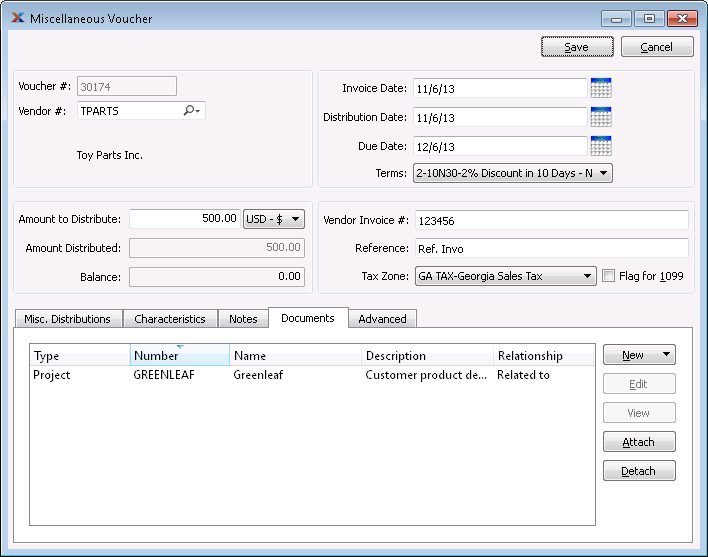 Miscellaneous Voucher
Save Cancel
Voucher #: 30174
Vendor #: TPARTS
Toy Parts Inc.
Invoice Date: 11/6/13
Distribution Date: 11/6/13
Due Date: 12/6/13
Terms: 2-10N30-2% Discount in 10 Days - N
Amount to Distribute: 500.00 USD - $
Amount Distributed: 500.00
Balance: 0.00
Vendor Invoice #: 123456
Reference: Ref. Invo
Tax Zone: GA TAX-Georgia Sales Tax Flag for 1099
Misc. Distributions Characteristics Notes Documents Advanced
Type Number Name Description Relationship
Project GREENLEAF Greenleaf Customer product de... Related to
New
Edit
View
Attach
Detach